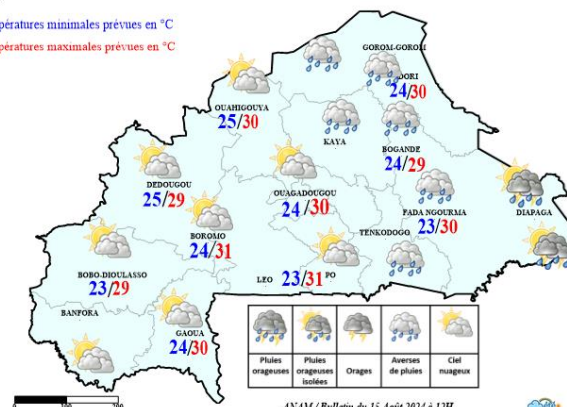 pératures minimales prévues en °C
pératures maximales prévues en °C
GOROM-GOROM
DORI
24/30
OUAHIGOUYA
25/30
KAYA
BOGANDE
24/29
DEDOUGOU
25/29
OUAGADOUGOU
24/30
FADA NGOURMA
23/30
DIAPAGA
BOROMO
24/31
TENKODOGO
BOBO-DIOULASSO
23/29
LEO
23/31
PO
BANFORA
GAOUA
24/30
Pluies orageuses
Pluies orageuses isolées
Orages
Averses de pluies
Ciel nuageux
ANAM / Bulletin du 15 Août 2024 à 12H